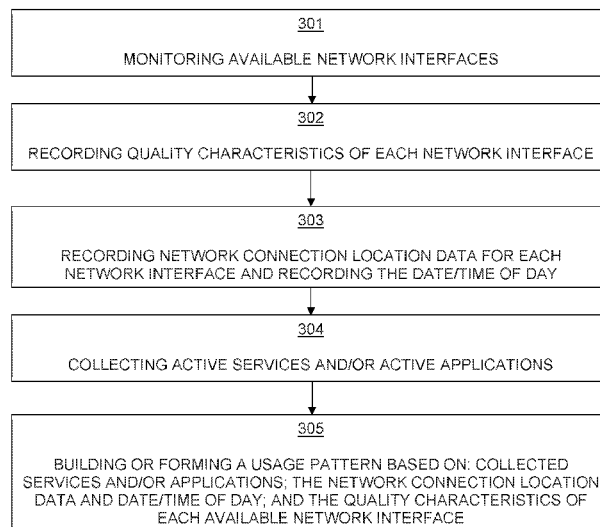 301
MONITORING AVAILABLE NETWORK INTERFACES
302
RECORDING QUALITY CHARACTERISTICS OF EACH NETWORK INTERFACE
303
RECORDING NETWORK CONNECTION LOCATION DATA FOR EACH
NETWORK INTERFACE AND RECORDING THE DATE/TIME OF DAY
304
COLLECTING ACTIVE SERVICES AND/OR ACTIVE APPLICATIONS
305
BUILDING OR FORMING A USAGE PATTERN BASED ON: COLLECTED
SERVICES AND/OR APPLICATIONS; THE NETWORK CONNECTION LOCATION
DATA AND DATE/TIME OF DAY; AND THE QUALITY CHARACTERISTICS OF
EACH AVAILABLE NETWORK INTERFACE